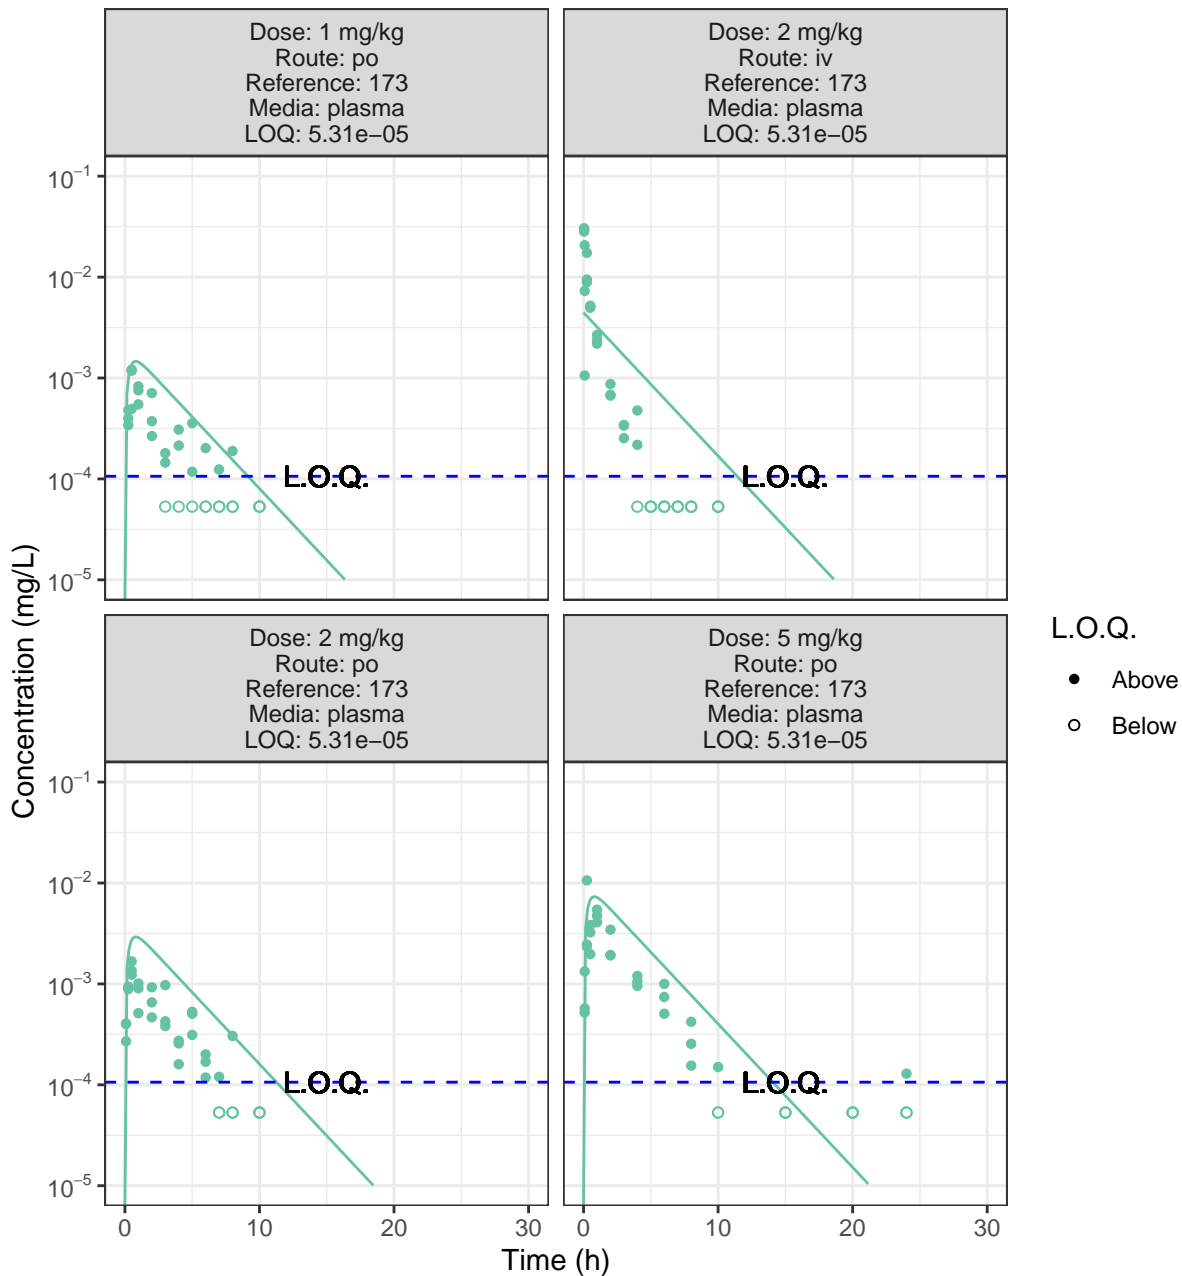 Dose: 1 mg/kg
Route: po
Reference: 173
Media: plasma
LOQ: 5.31e−05
Dose: 2 mg/kg
Route: iv
Reference: 173
Media: plasma
LOQ: 5.31e−05
10⁻¹
10⁻²
10⁻³
10⁻⁴
10⁻⁵
L.O.Q.
L.O.Q.
Dose: 2 mg/kg
Route: po
Reference: 173
Media: plasma
LOQ: 5.31e−05
Dose: 5 mg/kg
Route: po
Reference: 173
Media: plasma
LOQ: 5.31e−05
10⁻¹
10⁻²
10⁻³
10⁻⁴
10⁻⁵
L.O.Q.
L.O.Q.
0 10 20 30
0 10 20 30
Time (h)
Concentration (mg/L)
L.O.Q.
Above
Below